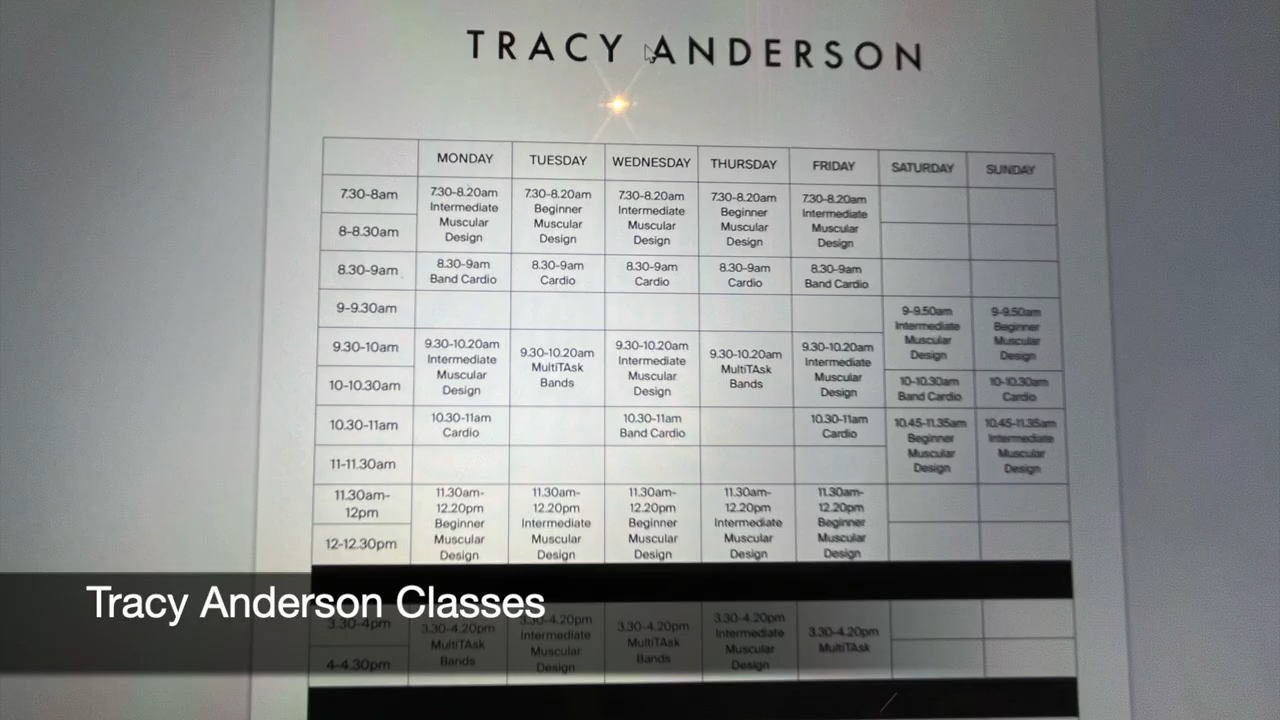 TRACY ANDERSON
MONDAY TUESDAY WEDNESDAY THURSDAY FRIDAY SATURDAY SUNDAY
7.30-8am
8-8.30am
7.30-8.20am
Intermediate
Muscular
Design
7.30-8.20am
Beginner
Muscular
Design
7.30-8.20am
Intermediate
Muscular
Design
7.30-8.20am
Beginner
Muscular
Design
7.30-8.20am
Intermediate
Muscular
Design
8.30-9am
8.30-9am
Band Cardio
8.30-9am
Cardio
8.30-9am
Cardio
8.30-9am
Cardio
8.30-9am
Band Cardio
9-9.30am
9-9.50am
Intermediate
Muscular
Design
9-9.50am
Beginner
Muscular
Design
9.30-10am
10-10.30am
9.30-10.20am
Intermediate
Muscular
Design
9.30-10.20am
MultiTAsk
Bands
9.30-10.20am
Intermediate
Muscular
Design
9.30-10.20am
MultiTAsk
Bands
9.30-10.20am
Intermediate
Muscular
Design
10-10.30am
Band Cardio
10-10.30am
Cardio
10.30-11am
10.30-11am
Cardio
10.30-11am
Band Cardio
10.30-11am
Cardio
10.45-11.35am
Beginner
Muscular
Design
10.45-11.35am
Intermediate
Muscular
Design
11-11.30am
11.30am-
12pm
12-12.30pm
11.30am-
12.20pm
Beginner
Muscular
Design
11.30am-
12.20pm
Intermediate
Muscular
Design
11.30am-
12.20pm
Beginner
Muscular
Design
11.30am-
12.20pm
Intermediate
Muscular
Design
11.30am-
12.20pm
Beginner
Muscular
Design
Tracy Anderson Classes
3.30-4pm
4-4.30pm
3.30-4.20pm
MultiTAsk
Bands
3.30-4.20pm
Intermediate
Muscular
Design
3.30-4.20pm
MultiTAsk
Bands
3.30-4.20pm
Intermediate
Muscular
Design
3.30-4.20pm
MultiTAsk